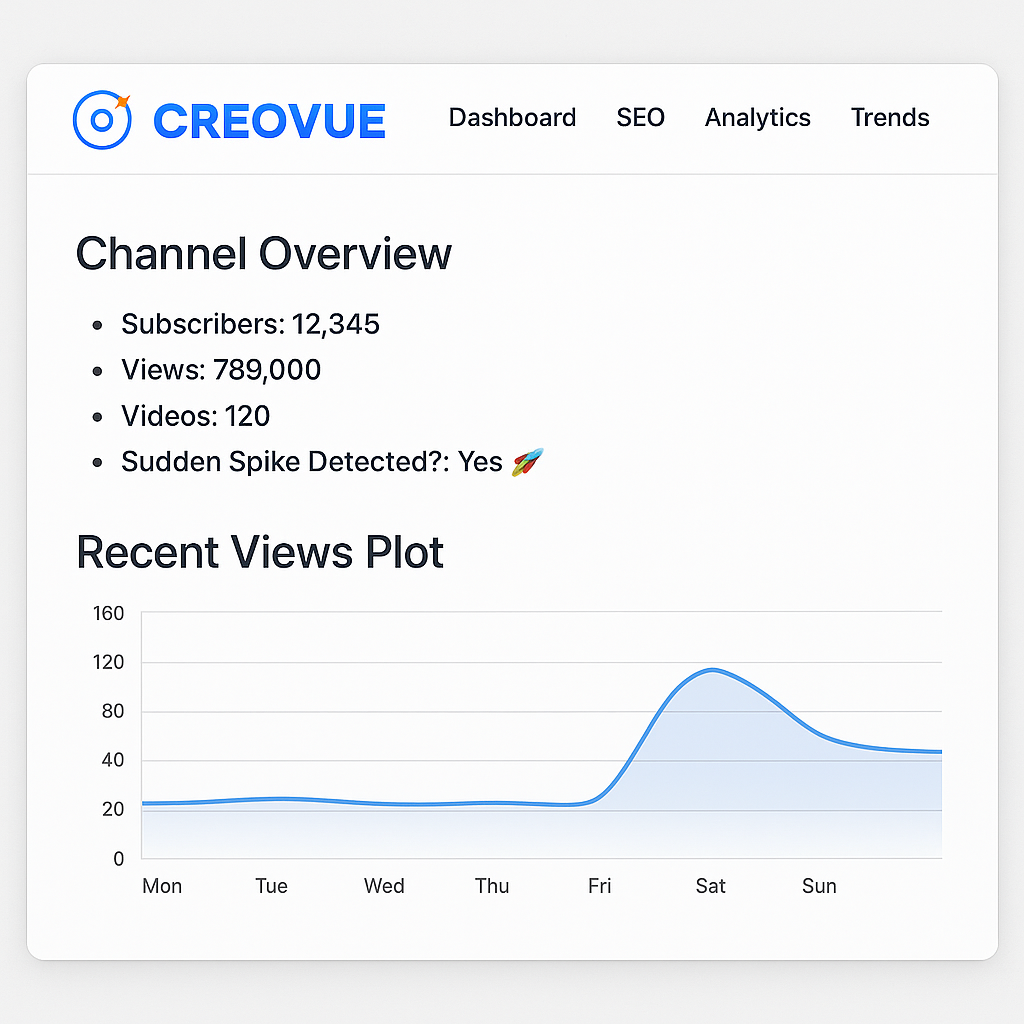 CREOVUE Dashboard SEO Analytics Trends
Channel Overview
• Subscribers: 12,345
• Views: 789,000
• Videos: 120
• Sudden Spike Detected?: Yes
Recent Views Plot
160
120
80
40
20
0
Mon Tue Wed Thu Fri Sat Sun